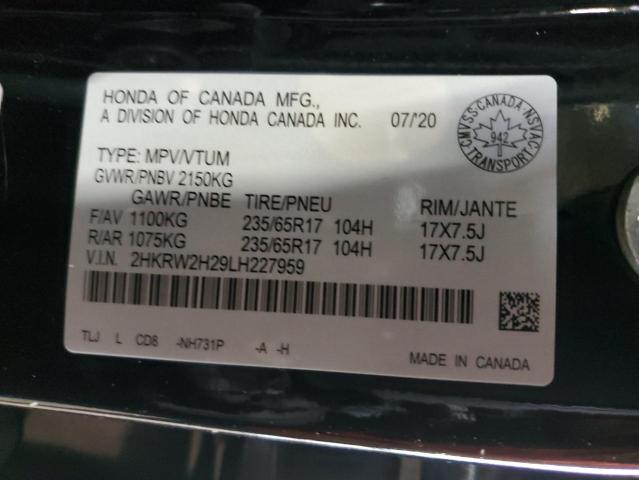 HONDA OF CANADA MFG.,
A DIVISION OF HONDA CANADA INC. 07/'20
CMVSS-CANADA-NSVAC
942
TRANSPORT
TYPE: MPV/VTUM
GVWR/PNBV 2150KG
GAWR/PNBE TIRE/PNEU RIM/JANTE
F/AV 1100KG 235/65R17 104H 17X7.5J
R/AR 1075KG 235/65R17 104H 17X7.5J
V.I.N. 2HKRW2H29LH227959
TLJ L CD8 -NH731P -A -H
MADE IN CANADA